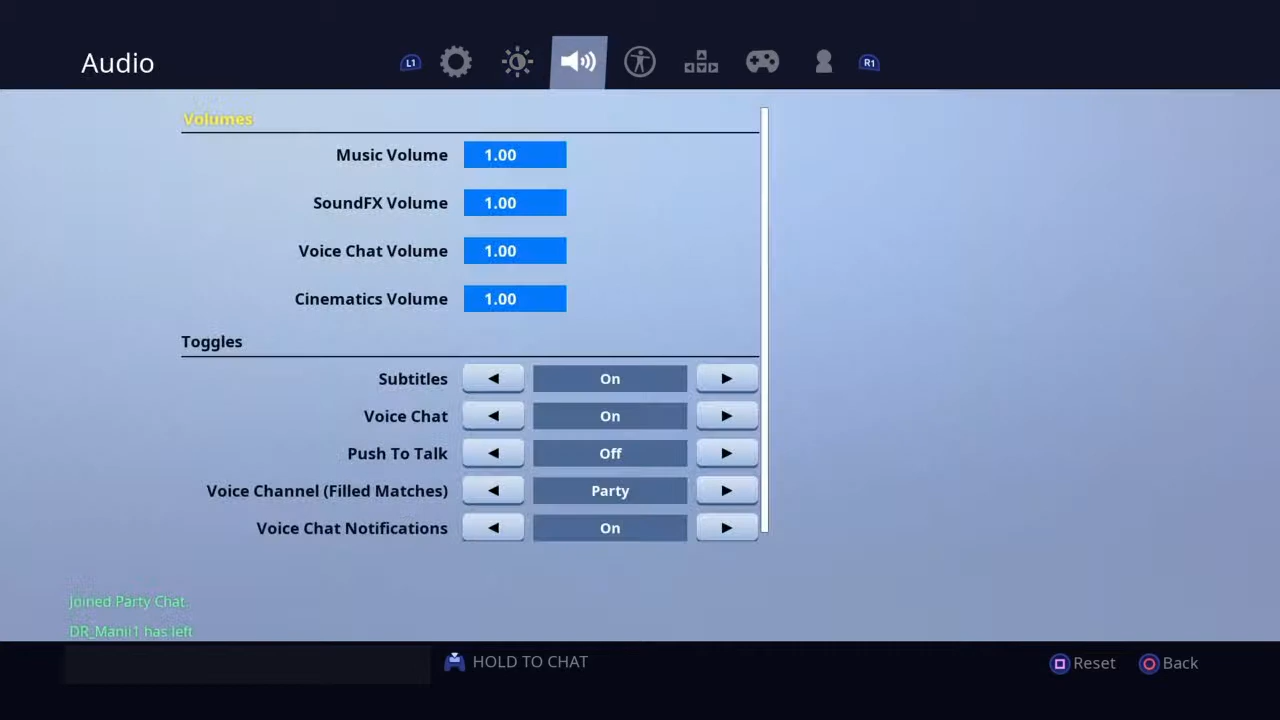 Audio
L1
R1
Volumes
Music Volume 1.00
SoundFX Volume 1.00
Voice Chat Volume 1.00
Cinematics Volume 1.00
Toggles
Subtitles On
Voice Chat On
Push To Talk Off
Voice Channel (Filled Matches) Party
Voice Chat Notifications On
Joined Party Chat.
DR_Manii1 has left
HOLD TO CHAT
Reset
Back